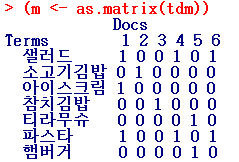 > (m <- as.matrix(tdm))
Docs
Terms 1 2 3 4 5 6
샐러드 1 0 0 1 0 1
소고기김밥 0 1 0 0 0 0
아이스크림 1 0 0 0 0 0
참치김밥 0 0 1 0 0 0
티라무슈 0 0 0 0 1 0
파스타 1 0 0 1 0 1
햄버거 0 0 0 0 1 0